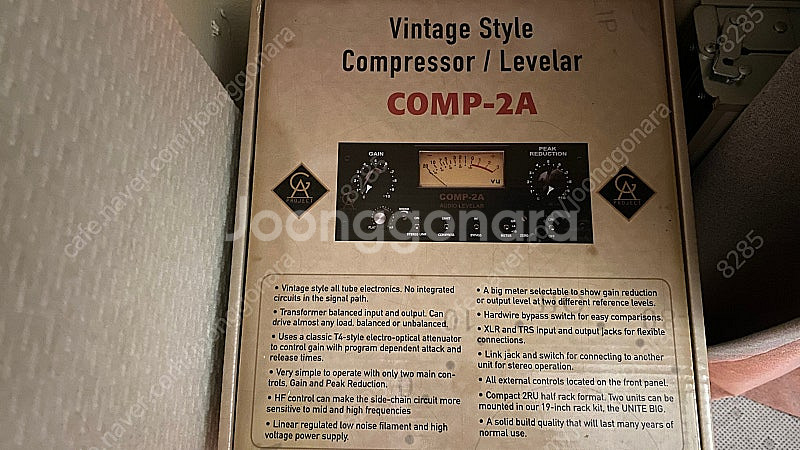 Vintage Style
Compressor / Levelar
COMP-2A
GAIN
PEAK
REDUCTION
VU
COMP-2A
AUDIO LEVELAR
GA
PROJECT
GA
PROJECT
• Vintage style all tube electronics. No integrated
circuits in the signal path.
• Transformer balanced input and output. Can
drive almost any load, balanced or unbalanced.
• Uses a classic T4-style electro-optical attenuator
to control gain with program dependent attack and
release times.
• Very simple to operate with only two main con-
trols, Gain and Peak Reduction.
• HF control can make the side-chain circuit more
sensitive to mid and high frequencies
• Linear regulated low noise filament and high
voltage power supply.
• A big meter selectable to show gain reduction
or output level at two different reference levels.
• Hardwire bypass switch for easy comparisons.
• XLR and TRS input and output jacks for flexible
connections.
• Link jack and switch for connecting to another
unit for stereo operation.
• All external controls located on the front panel.
• Compact 2RU half rack format. Two units can be
mounted in our 19-inch rack kit, the UNITE BIG.
• A solid build quality that will last many years of
normal use.
Joonggonara
cafe.naver.com/joonggonara
8285
8285
8285